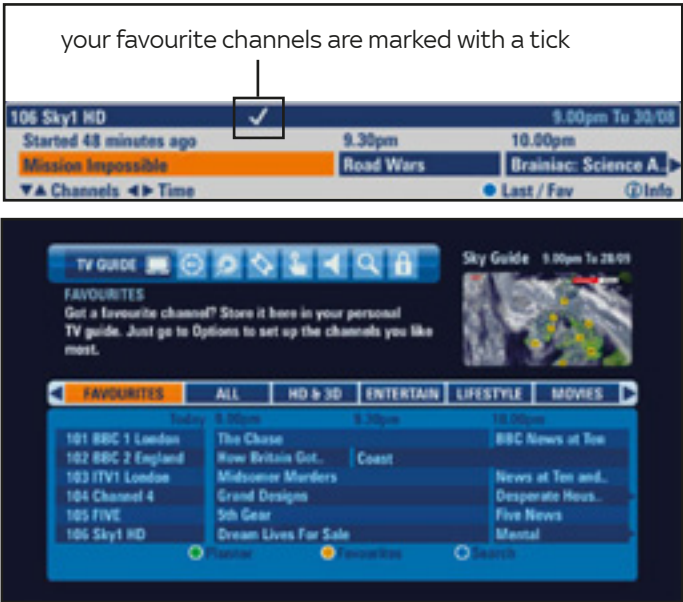 your favourite channels are marked with a tick
106 Sky1 HD ✓ 9.00pm Tu 30/08
Started 48 minutes ago 9.30pm 10.00pm
Mission Impossible Road Wars Brainiac: Science A..
▼▲ Channels ◀▶ Time Last / Fav Info
TV GUIDE
Sky Guide 9.00pm Tu
FAVOURITES
Got a favourite channel? Store it here in your personal
TV guide. Just go to Options to set up the channels you like
most.
FAVOURITES ALL HD & 3D ENTERTAIN LIFESTYLE MOVIES
Today 9.00pm 9.30pm 10.00pm
101 BBC 1 London The Chase BBC News at Ten
102 BBC 2 England How Britain Got.. Coast
103 ITV1 London Midsomer Murders News at Ten and..
104 Channel 4 Grand Designs Desperate Hous..
105 FIVE 5th Gear Five News
106 Sky1 HD Dream Lives For Sale Mental
Planner Favourites Search